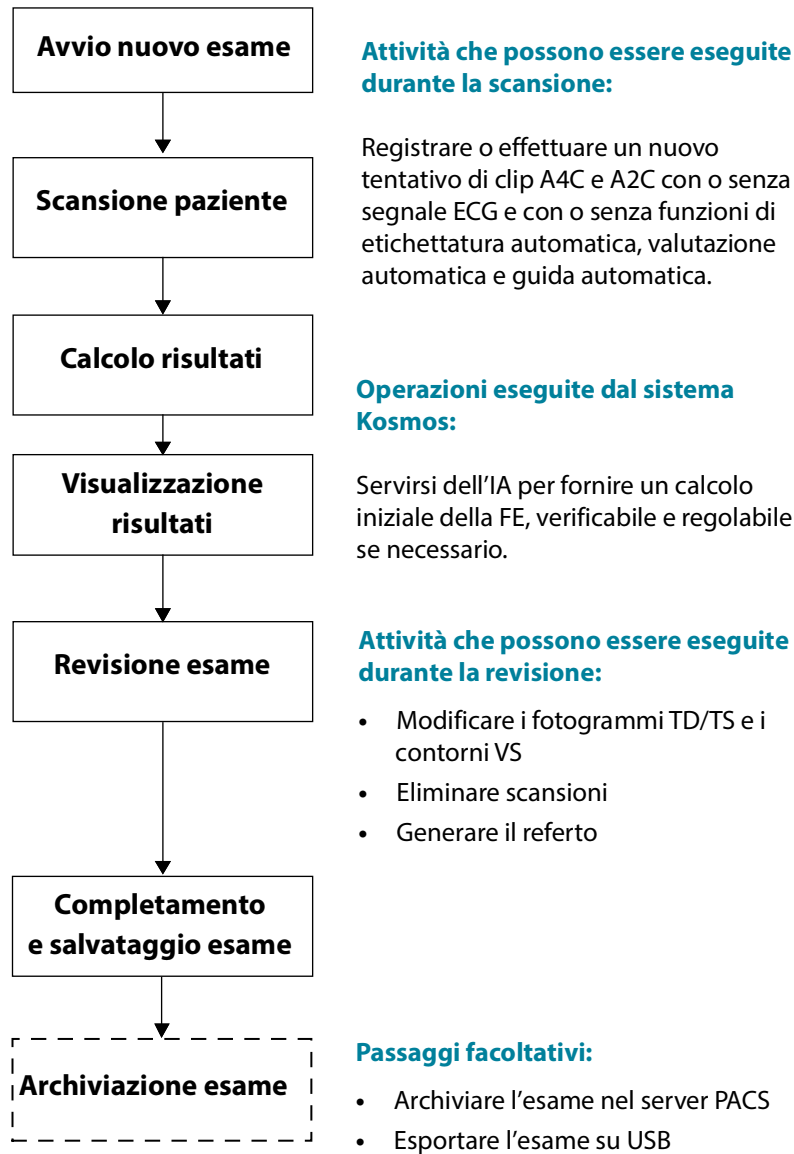 Avvio nuovo esame
Attività che possono essere eseguite
durante la scansione:
Scansione paziente
Registrare o effettuare un nuovo
tentativo di clip A4C e A2C con o senza
segnale ECG e con o senza funzioni di
etichettatura automatica, valutazione
automatica e guida automatica.
Calcolo risultati
Operazioni eseguite dal sistema
Kosmos:
Visualizzazione
risultati
Servirsi dell’IA per fornire un calcolo
iniziale della FE, verificabile e regolabile
se necessario.
Revisione esame
Attività che possono essere eseguite
durante la revisione:
• Modificare i fotogrammi TD/TS e i
contorni VS
• Eliminare scansioni
• Generare il referto
Completamento
e salvataggio esame
Archiviazione esame
Passaggi facoltativi:
• Archiviare l’esame nel server PACS
• Esportare l’esame su USB